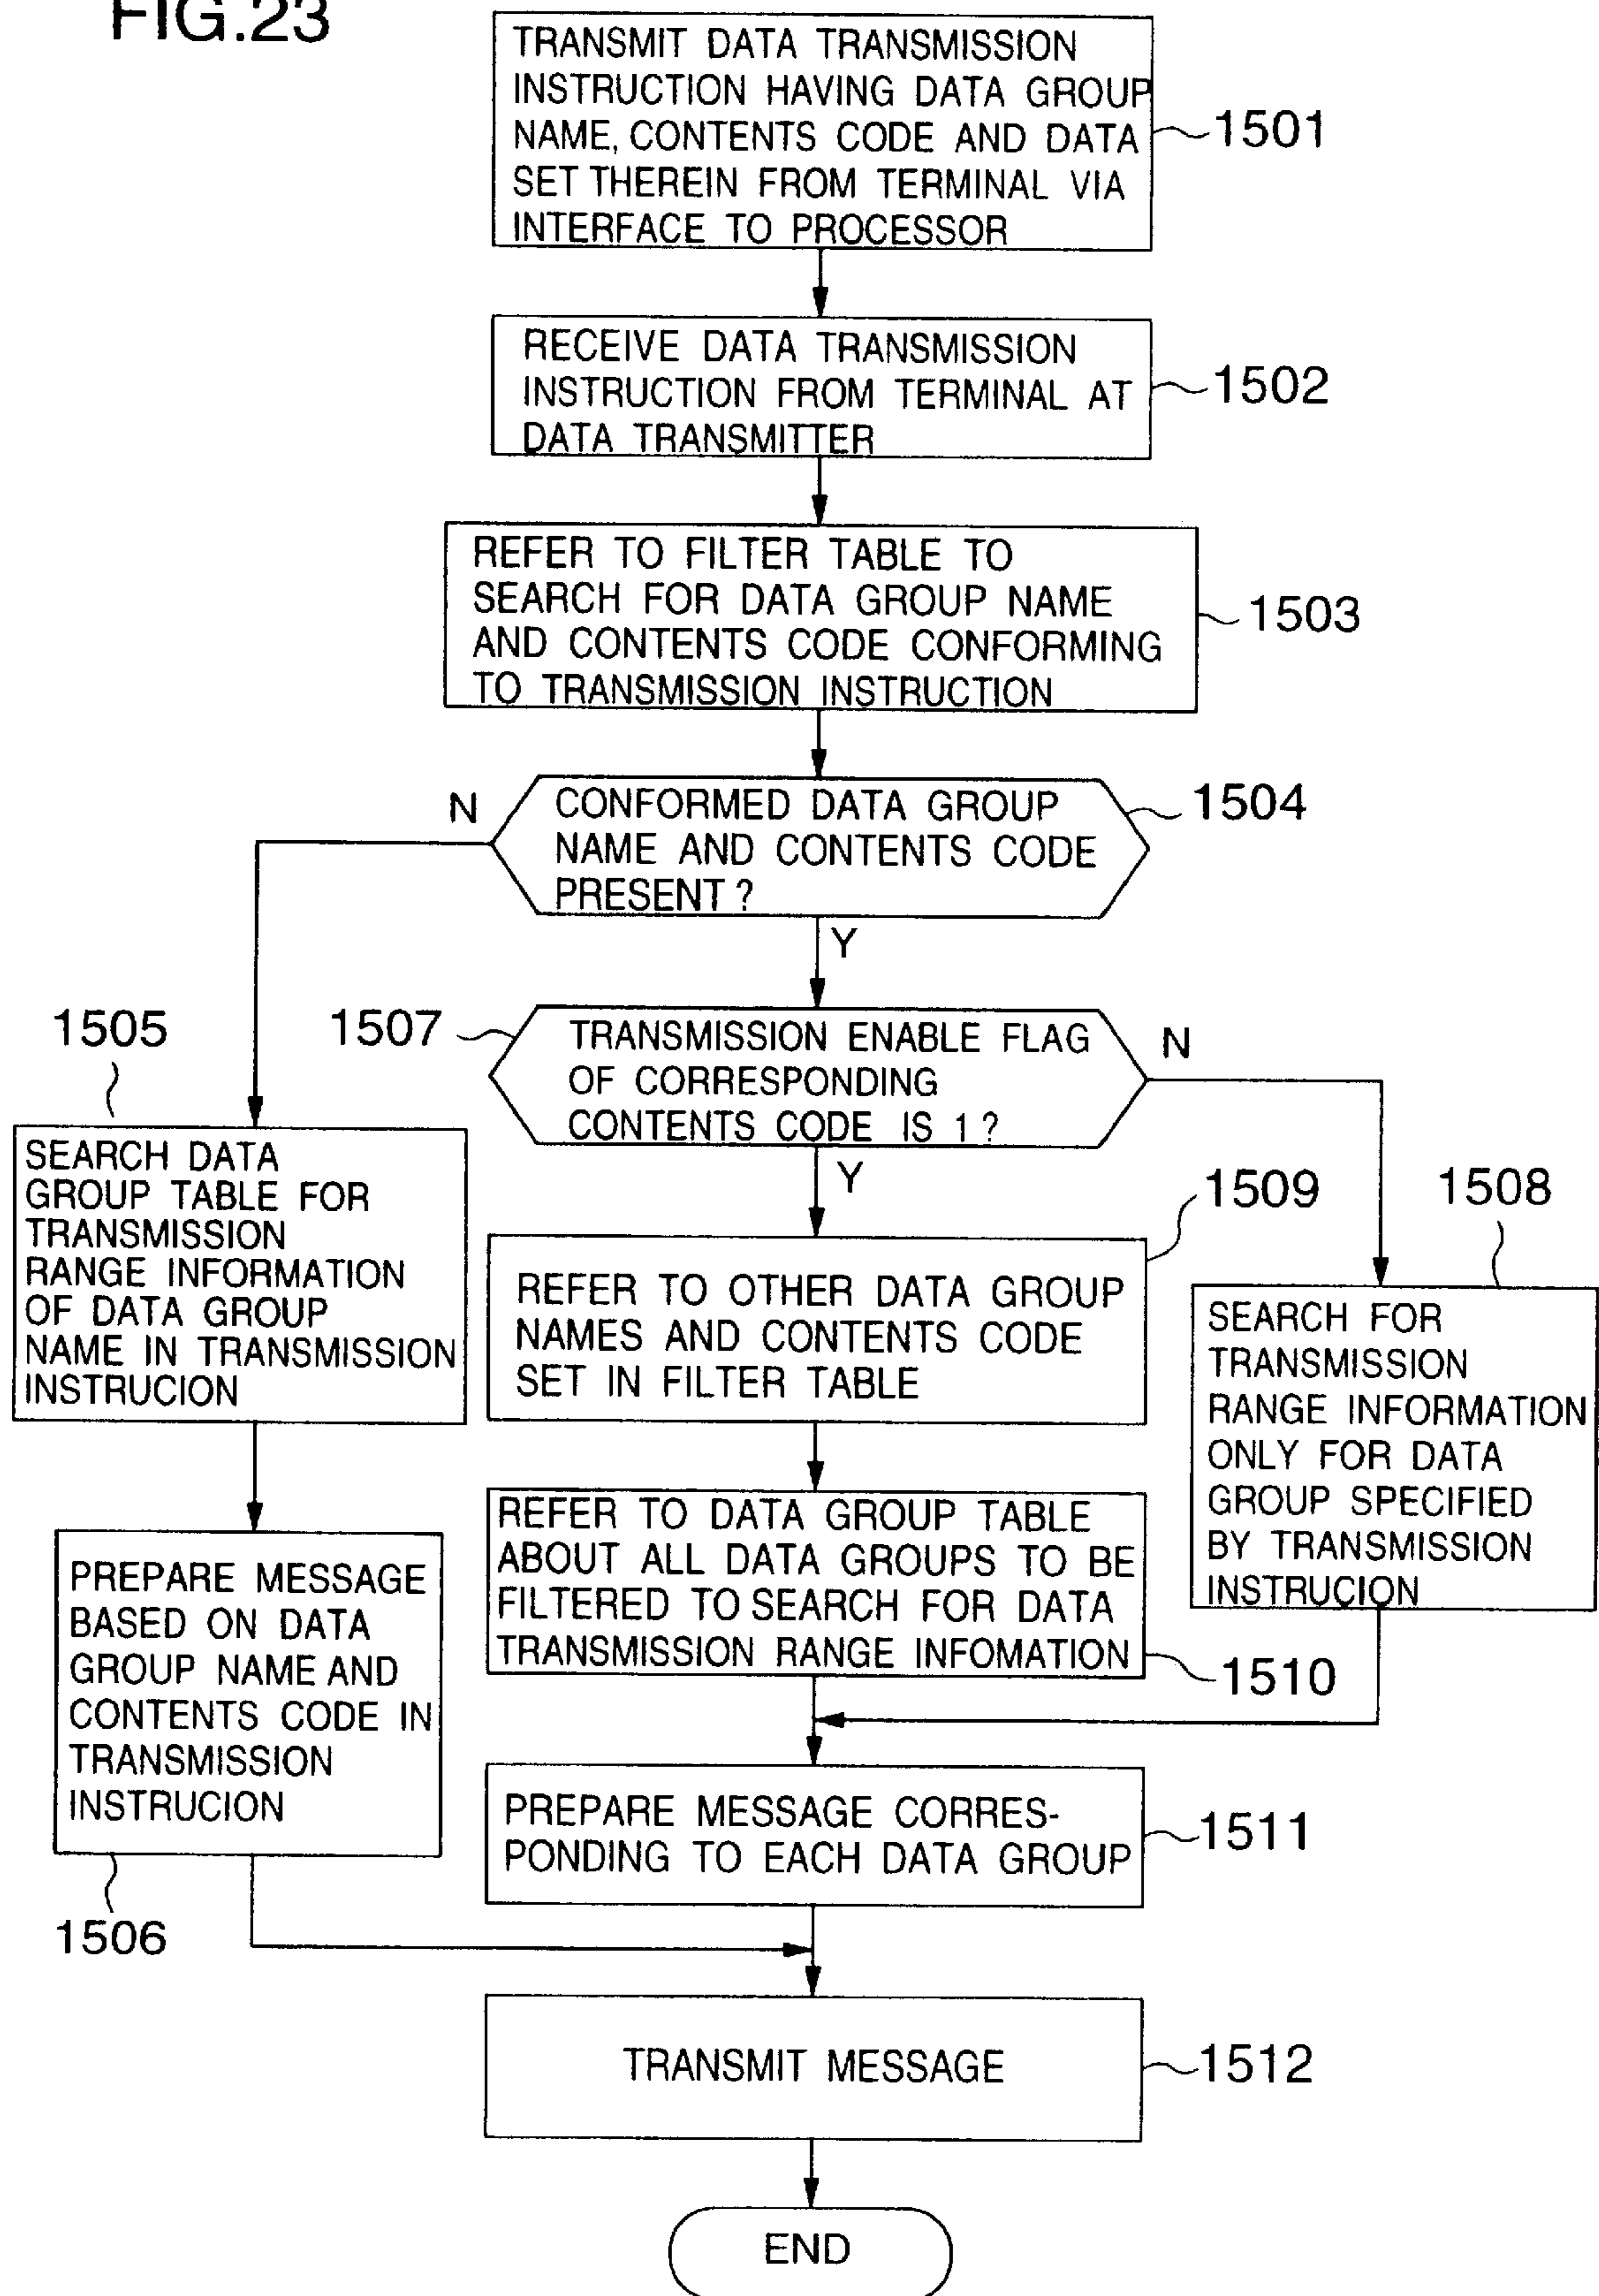 FIG.23
TRANSMIT DATA TRANSMISSION
INSTRUCTION HAVING DATA GROUP
NAME, CONTENTS CODE AND DATA
SET THEREIN FROM TERMINAL VIA
INTERFACE TO PROCESSOR
1501
RECEIVE DATA TRANSMISSION
INSTRUCTION FROM TERMINAL AT
DATA TRANSMITTER
1502
REFER TO FILTER TABLE TO
SEARCH FOR DATA GROUP NAME
AND CONTENTS CODE CONFORMING
TO TRANSMISSION INSTRUCTION
1503
N
CONFORMED DATA GROUP
NAME AND CONTENTS CODE
PRESENT?
1504
Y
1505
1507
TRANSMISSION ENABLE FLAG
OF CORRESPONDING
CONTENTS CODE IS 1?
N
Y
SEARCH DATA
GROUP TABLE FOR
TRANSMISSION
RANGE INFORMATION
OF DATA GROUP
NAME IN TRANSMISSION
INSTRUCION
1509
REFER TO OTHER DATA GROUP
NAMES AND CONTENTS CODE
SET IN FILTER TABLE
1508
SEARCH FOR
TRANSMISSION
RANGE INFORMATION
ONLY FOR DATA
GROUP SPECIFIED
BY TRANSMISSION
INSTRUCION
REFER TO DATA GROUP TABLE
ABOUT ALL DATA GROUPS TO BE
FILTERED TO SEARCH FOR DATA
TRANSMISSION RANGE INFOMATION
1510
PREPARE MESSAGE
BASED ON DATA
GROUP NAME AND
CONTENTS CODE IN
TRANSMISSION
INSTRUCION
1506
PREPARE MESSAGE CORRES-
PONDING TO EACH DATA GROUP
1511
TRANSMIT MESSAGE
1512
END